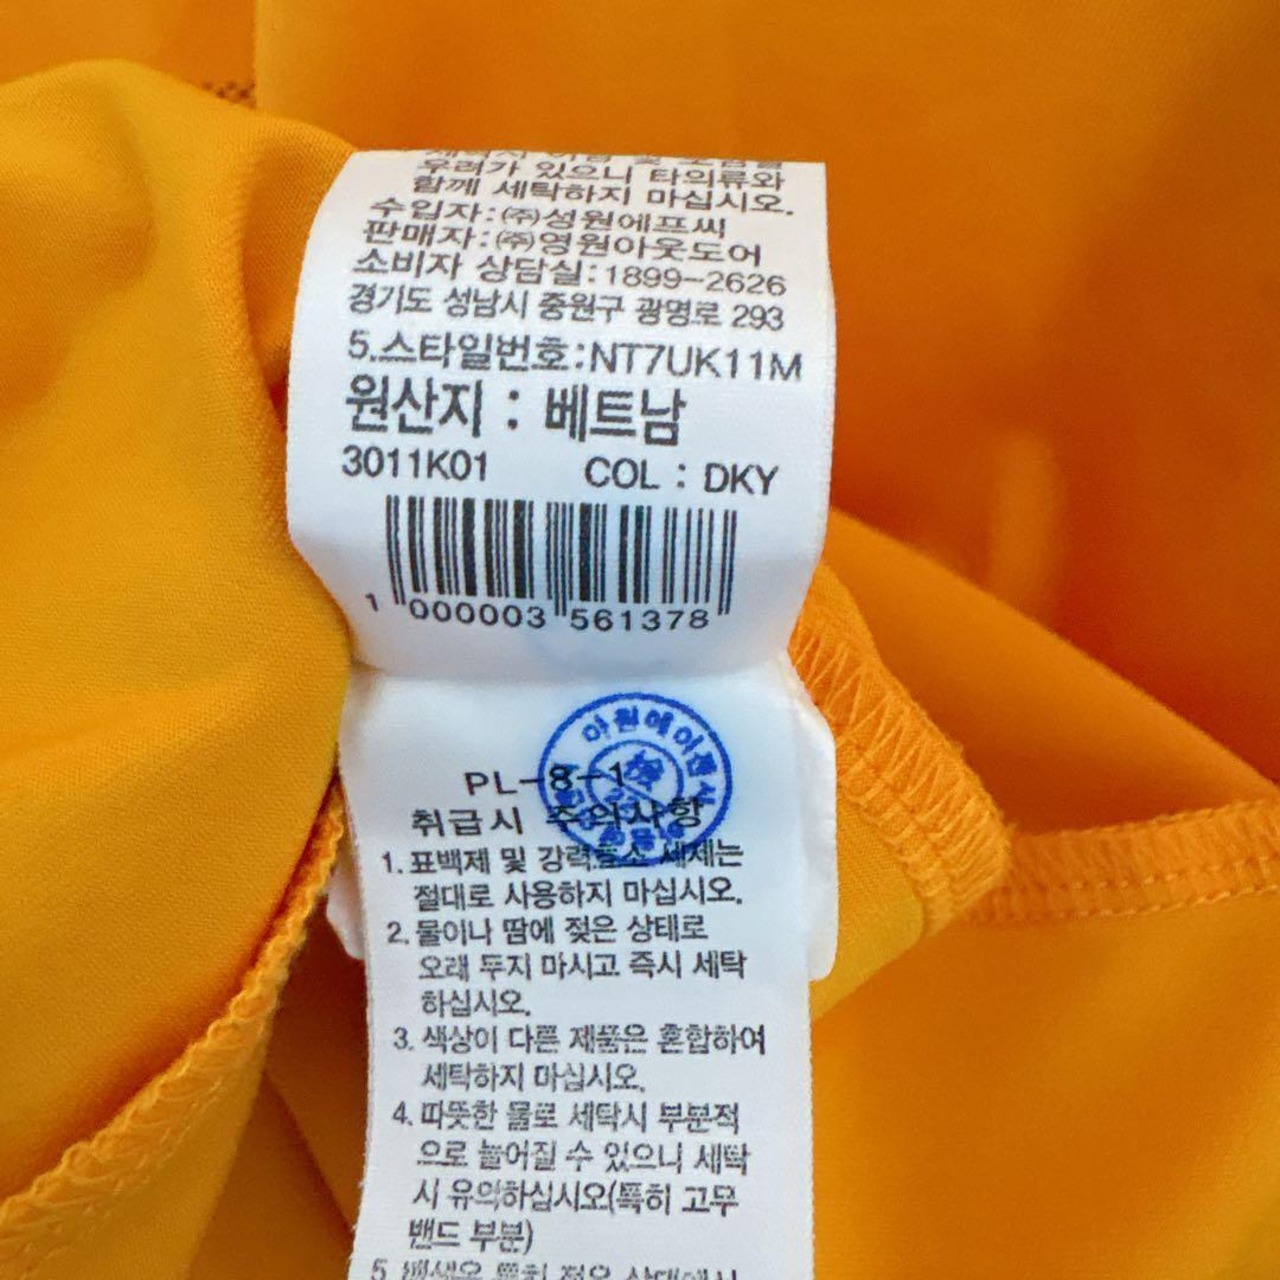 우려가 있으니 타의류와
함께 세탁하지 마십시오.
수입자:㈜성원에프씨
판매자:㈜영원아웃도어
소비자 상담실:1899-2626
경기도 성남시 중원구 광명로 293
5.스타일번호:NT7UK11M
원산지 : 베트남
3011K01 COL : DKY
1 000003 561378
아원에이전시
PL-8-1
취급시 주의사항
1. 표백제 및 강력효소 세제는
절대로 사용하지 마십시오.
2. 물이나 땀에 젖은 상태로
오래 두지 마시고 즉시 세탁
하십시오.
3. 색상이 다른 제품은 혼합하여
세탁하지 마십시오.
4. 따뜻한 물로 세탁시 부분적
으로 늘어질 수 있으니 세탁
시 유의하십시오(특히 고무
밴드 부분)
5.